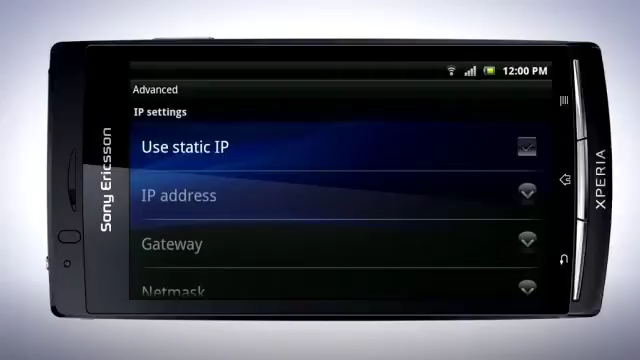 12:00 PM
Advanced
IP settings
Use static IP
IP address
Gateway
Netmask
Sony Ericsson
XPERIA